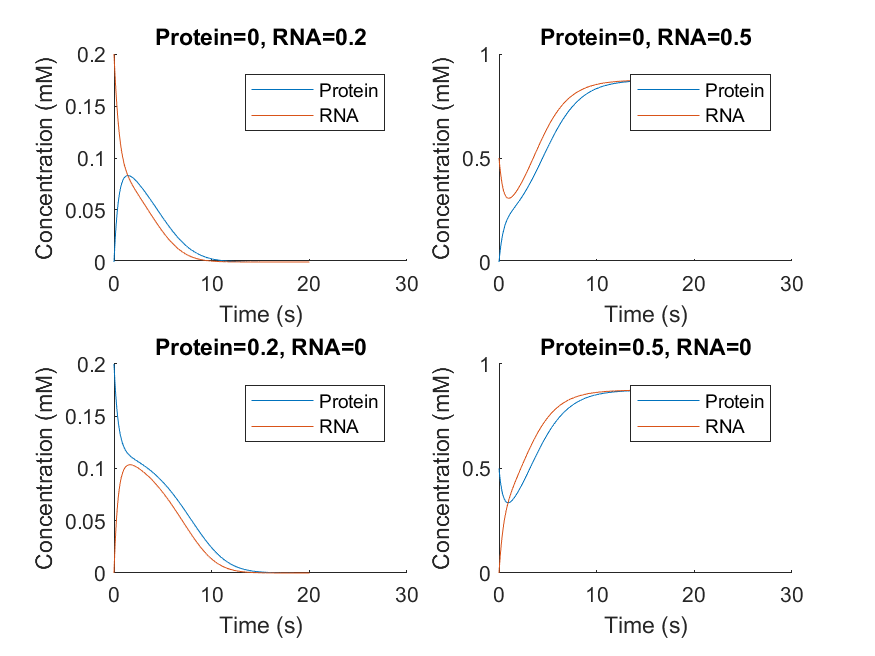 Protein=0, RNA=0.2
Concentration (mM)
0.2
0.15
0.1
0.05
0
0
10
20
30
Time (s)
Protein
RNA
Protein=0, RNA=0.5
Concentration (mM)
1
0.5
0
0
10
20
30
Time (s)
Protein
RNA
Protein=0.2, RNA=0
Concentration (mM)
0.2
0.15
0.1
0.05
0
0
10
20
30
Time (s)
Protein
RNA
Protein=0.5, RNA=0
Concentration (mM)
1
0.5
0
0
10
20
30
Time (s)
Protein
RNA